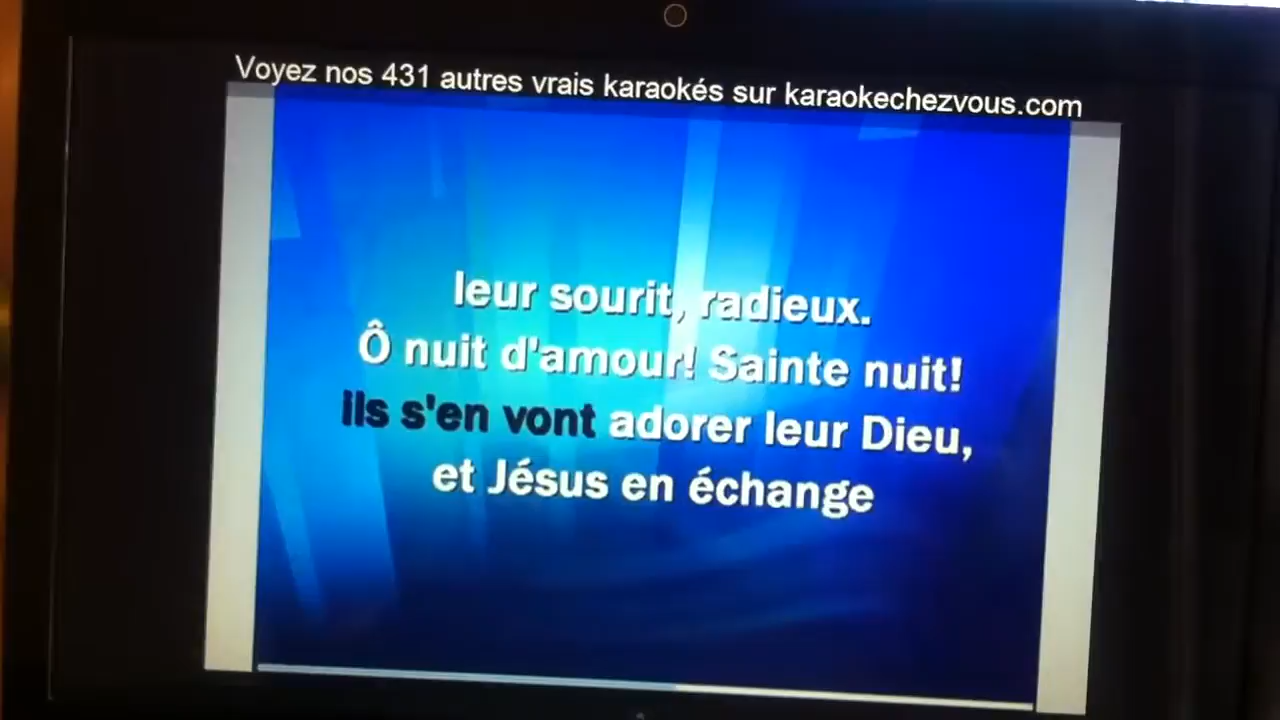 Voyez nos 431 autres vrais karaokés sur karaokechezvous.com
leur sourit, radieux.
Ô nuit d'amour! Sainte nuit!
ils s'en vont adorer leur Dieu,
et Jésus en échange